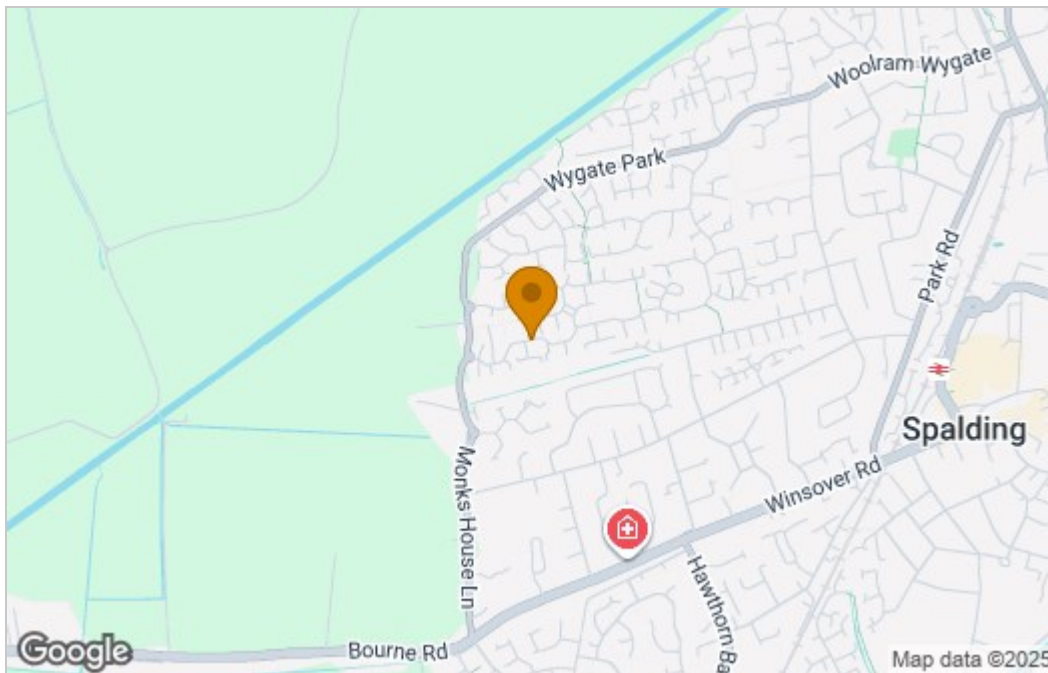 Woolram Wygate
Wygate Park
Park Rd
Spalding
Winsover Rd
Monks House Ln
Hawthorn Ba
Bourne Rd
Google
Map data ©2025